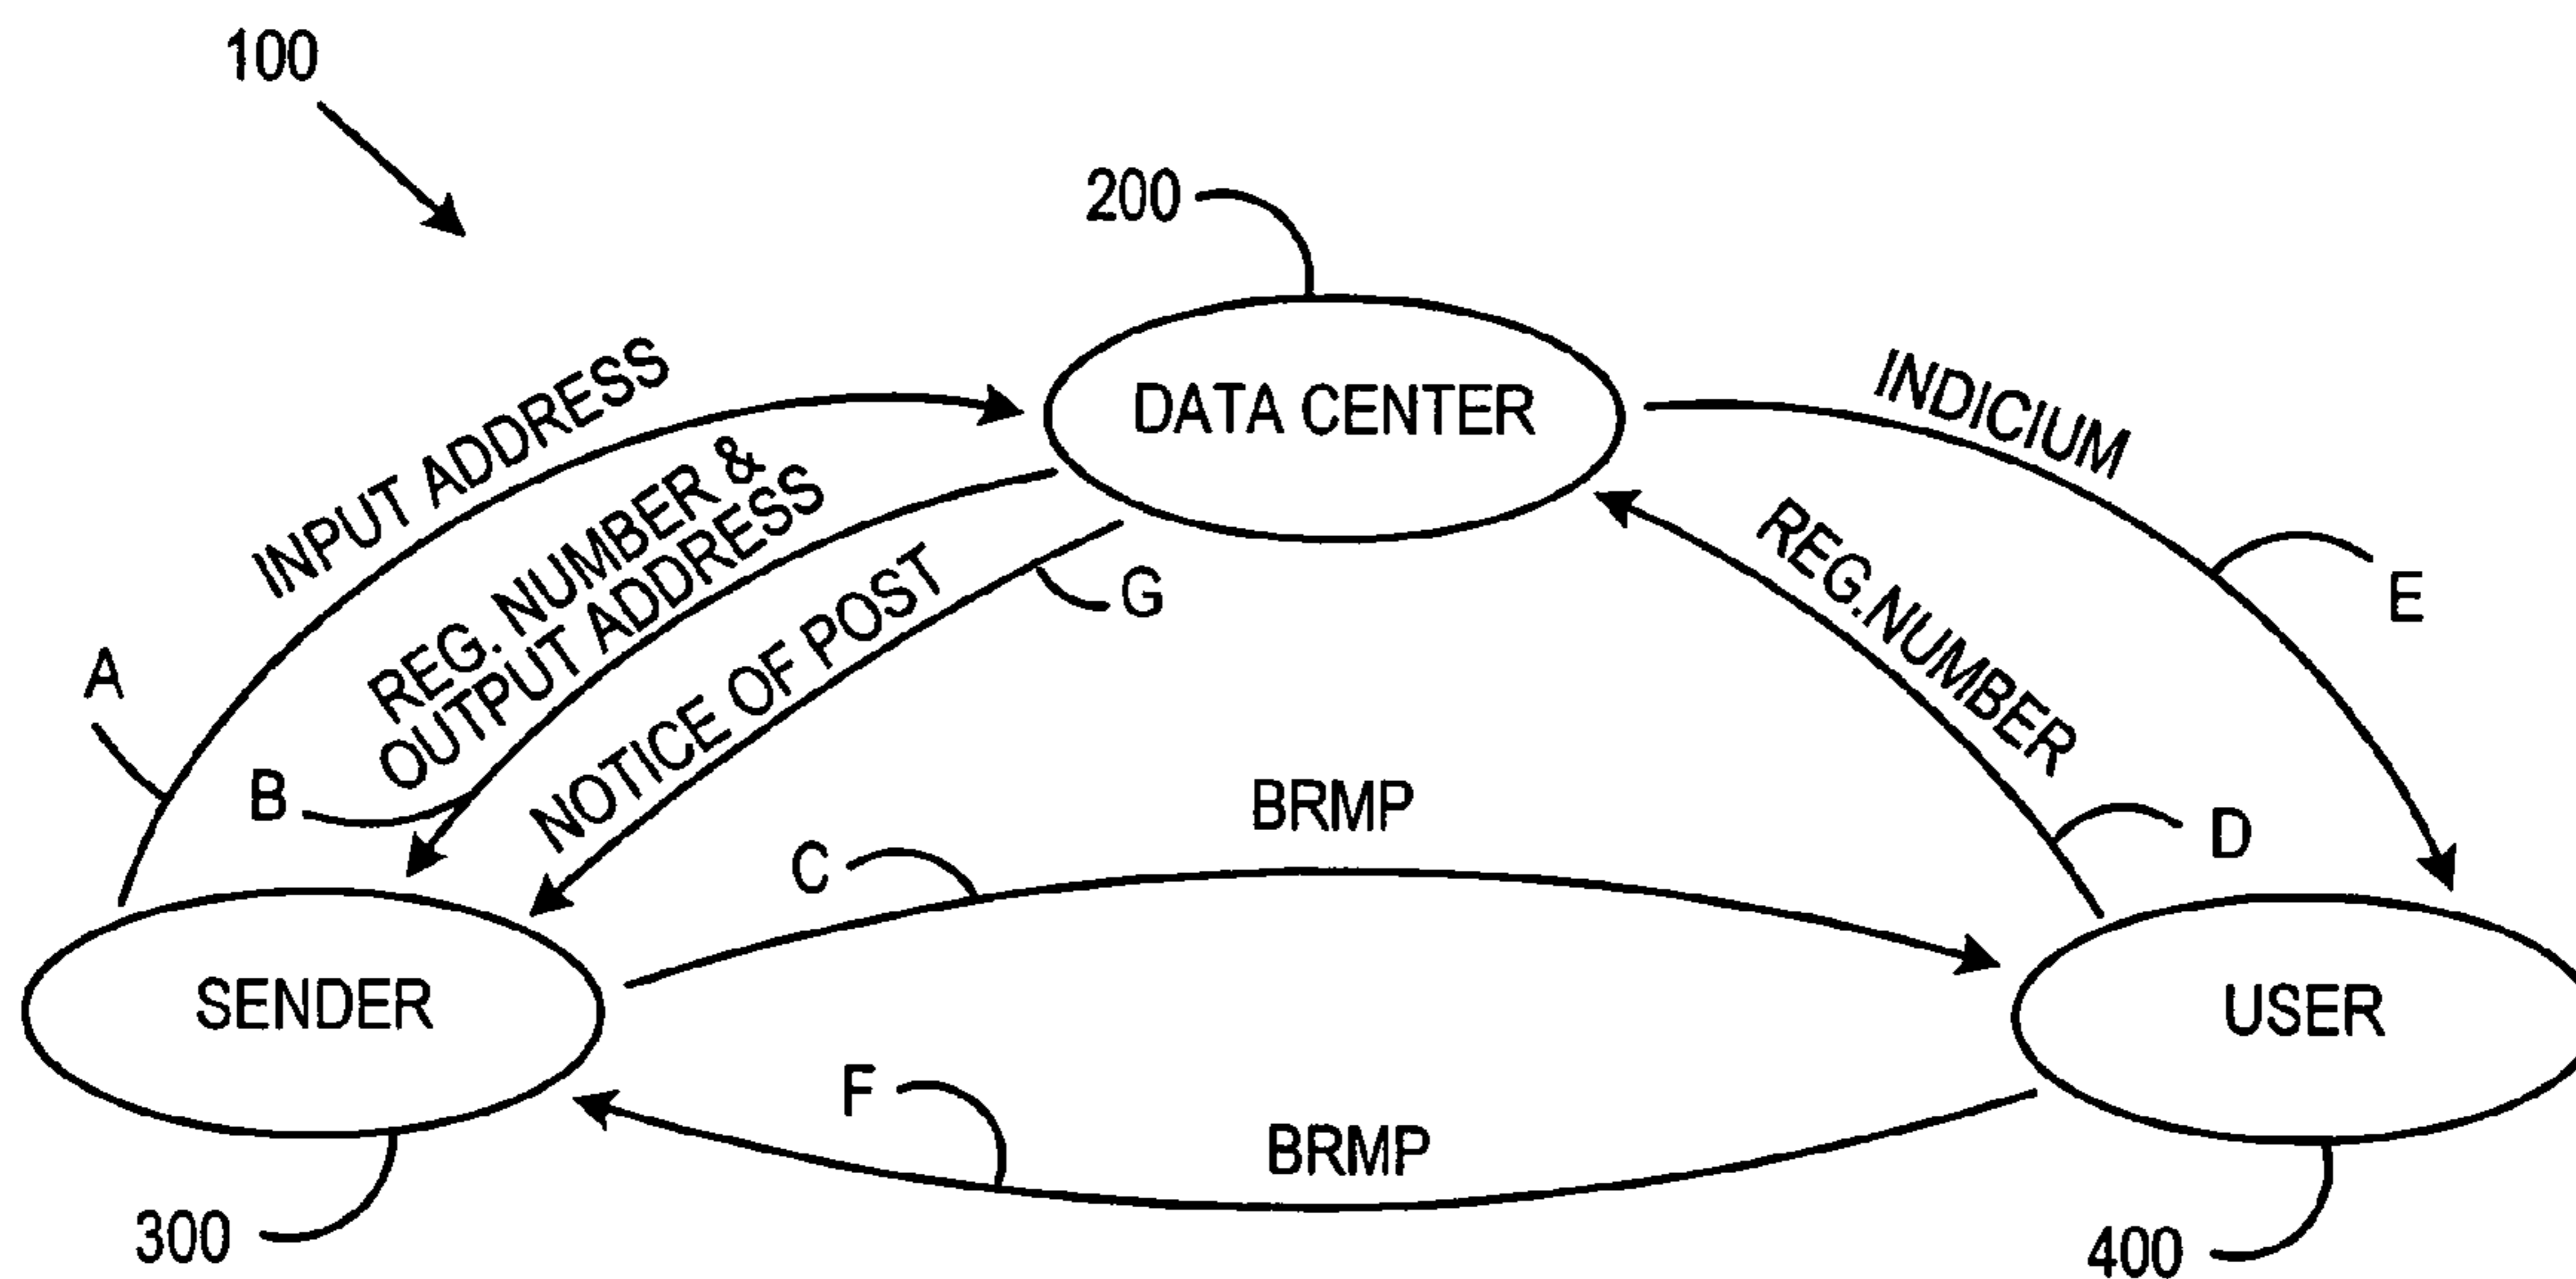 100
200
DATA CENTER
INPUT ADDRESS
REG. NUMBER &
OUTPUT ADDRESS
NOTICE OF POST
INDICIUM
REG.NUMBER
A
B
G
E
D
C
BRMP
SENDER
USER
F
BRMP
300
400